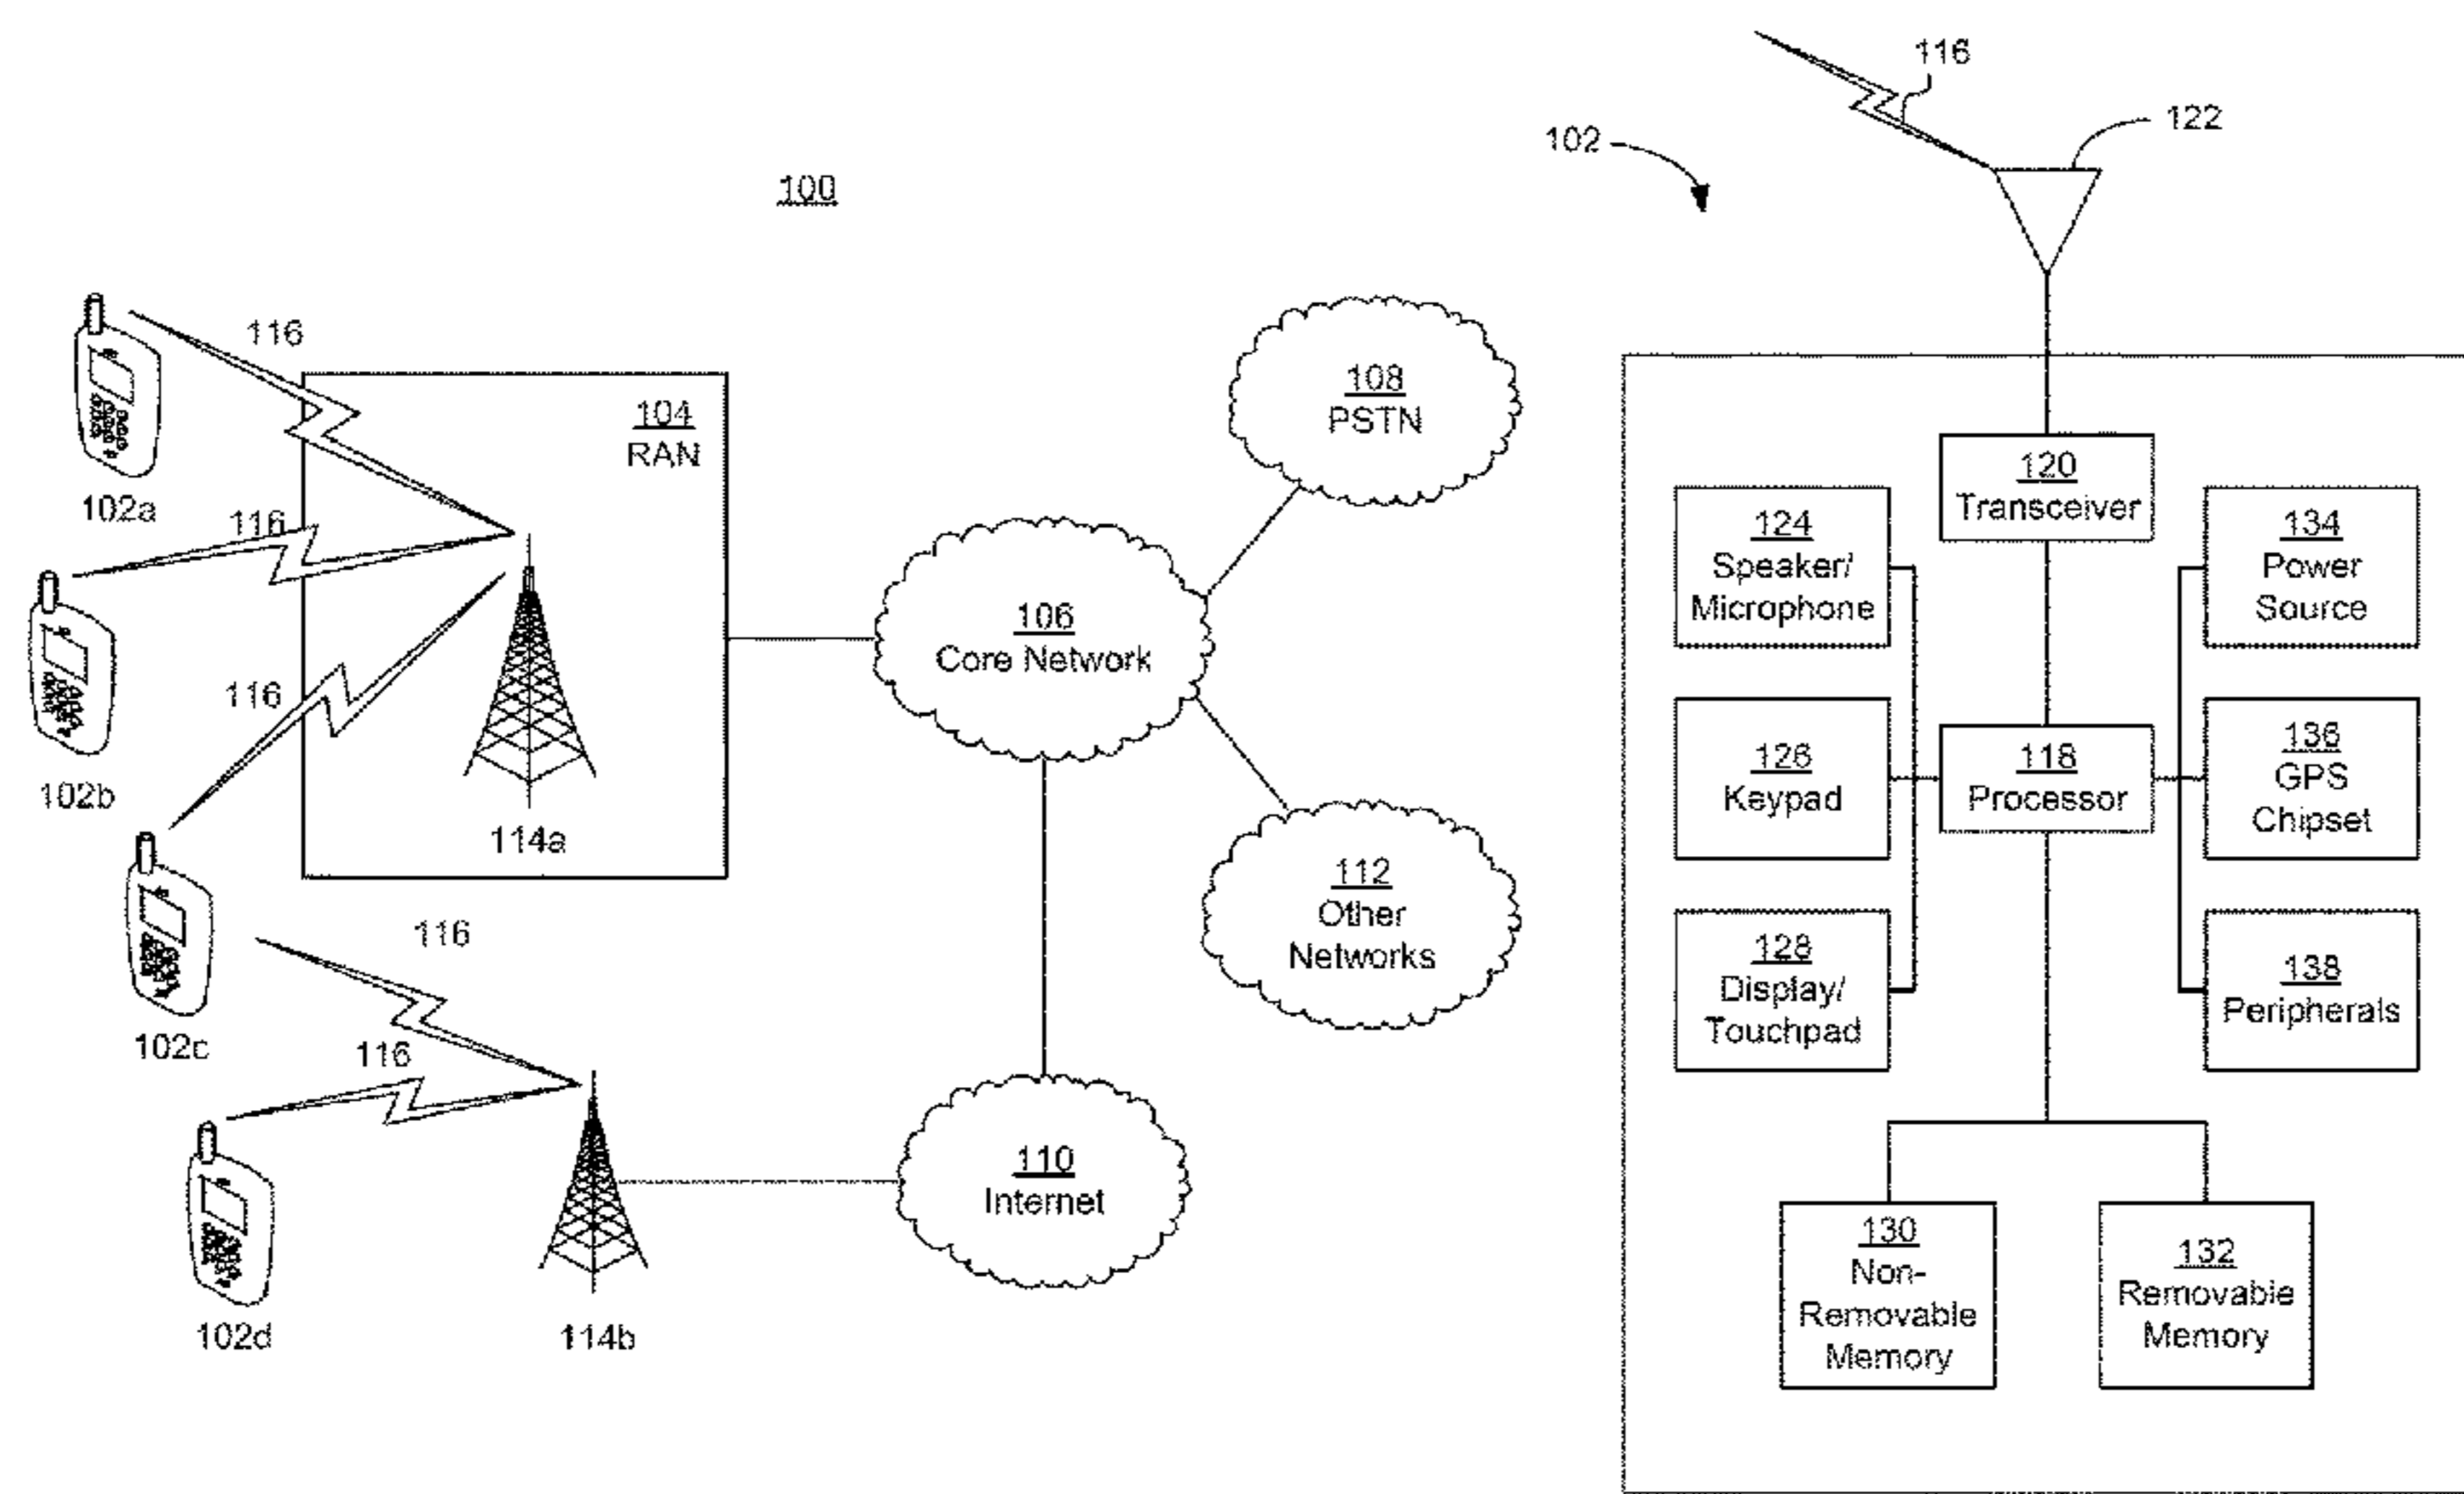 100
116
104
RAN
102a
116
102b
116
114a
102c
116
116
102d
114b
108
PSTN
106
Core Network
112
Other
Networks
110
Internet
116
102
122
120
Transceiver
124
Speaker/
Microphone
134
Power
Source
126
Keypad
118
Processor
136
GPS
Chipset
128
Display/
Touchpad
138
Peripherals
130
Non-
Removable
Memory
132
Removable
Memory